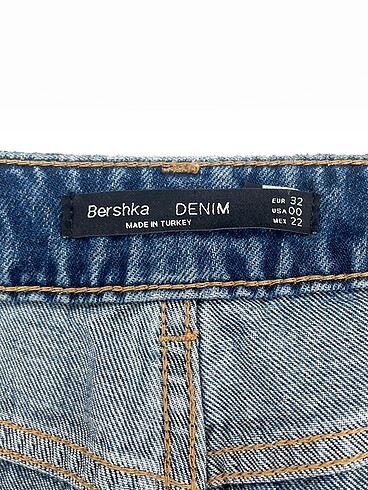 Bershka DENIM
MADE IN TURKEY
EUR 32
USA 00
MEX 22